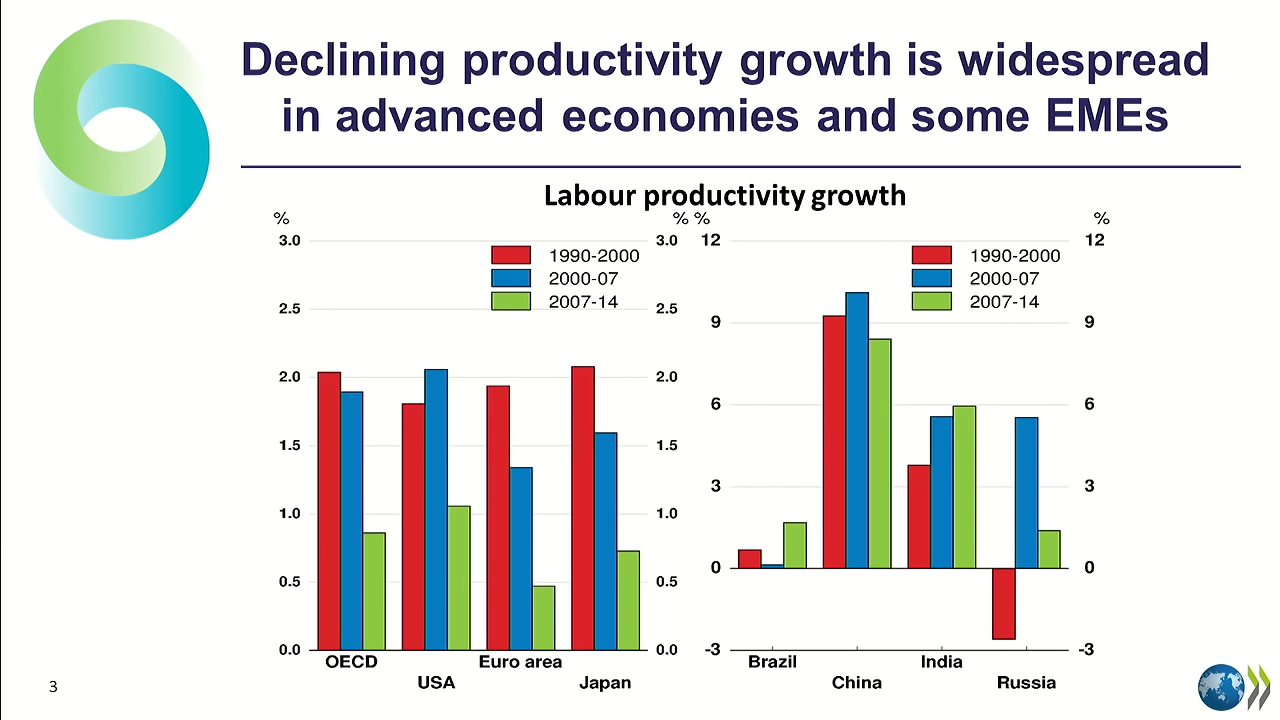 Declining productivity growth is widespread
in advanced economies and some EMEs
Labour productivity growth
% % % %
3.0 3.0 12 12
1990-2000 1990-2000
2000-07 2000-07
2007-14 2007-14
2.5 2.5 9 9
2.0 2.0 6 6
1.5 1.5 3 3
1.0 1.0 0 0
0.5 0.5
0.0 0.0 -3 -3
OECD Euro area Brazil India
USA Japan China Russia
3